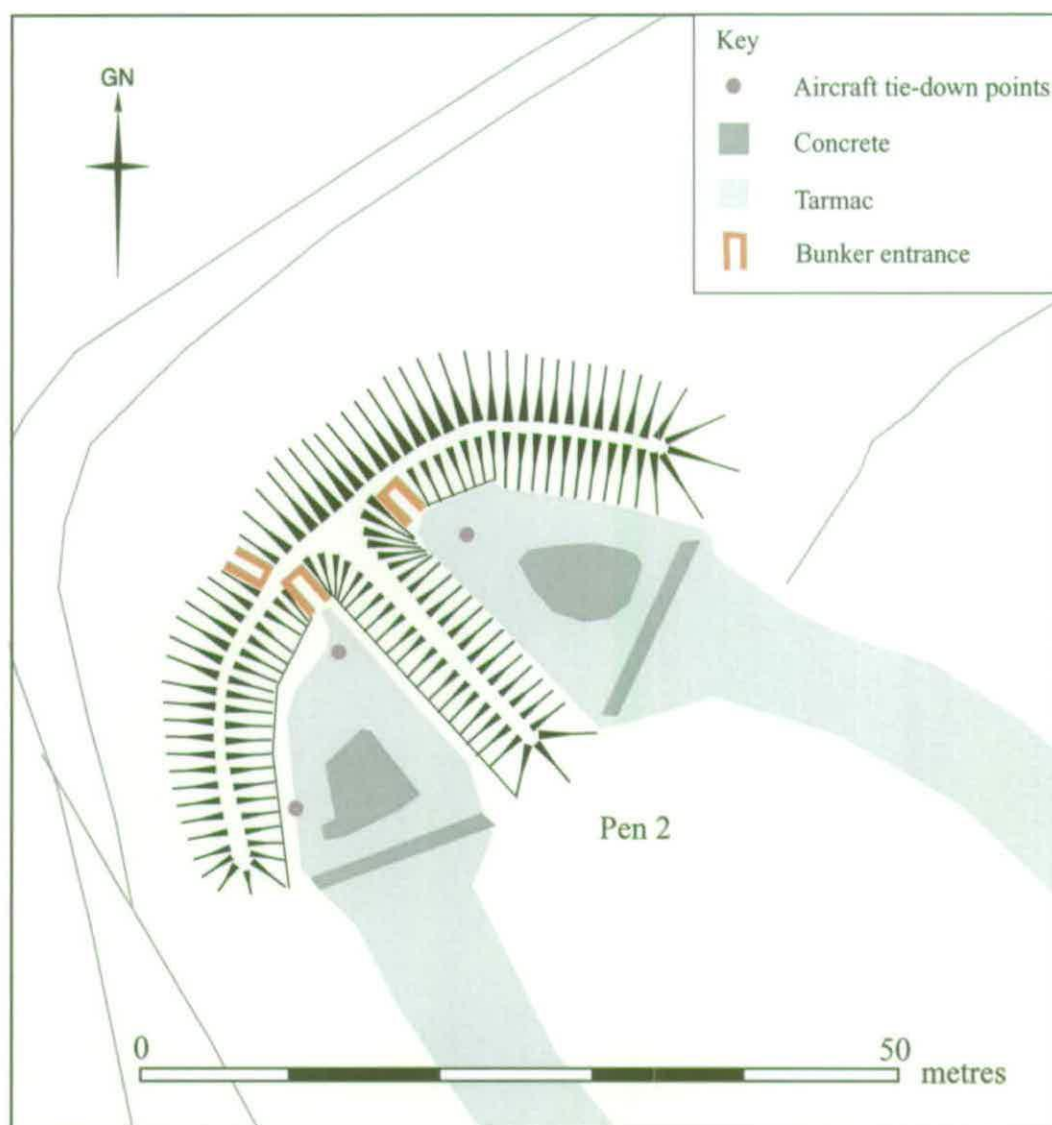 GN
Key
Aircraft tie-down points
Concrete
Tarmac
Bunker entrance
Pen 2
0
50
metres